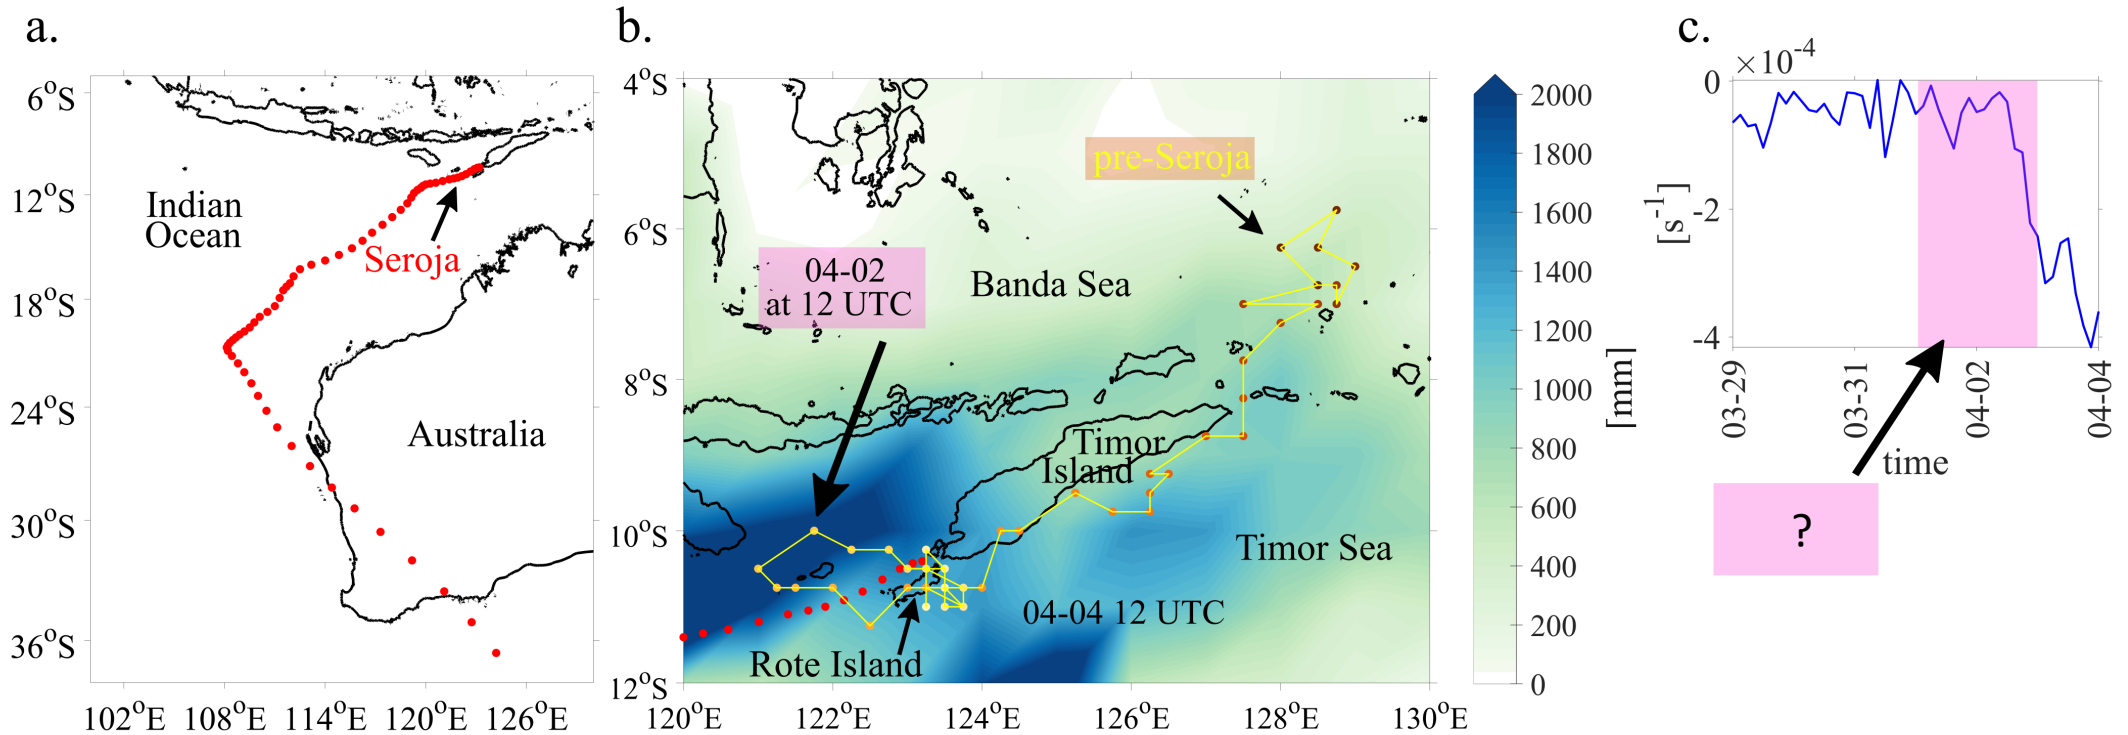 a.
6°S
12°S
18°S
24°S
30°S
36°S
102°E
108°E
114°E
120°E
126°E
Indian
Ocean
Seroja
Australia
b.
4°S
6°S
8°S
10°S
12°S
120°E
122°E
124°E
126°E
128°E
130°E
pre-Seroja
04-02
at 12 UTC
Banda Sea
Timor
Island
Timor Sea
04-04 12 UTC
Rote Island
2000
1800
1600
1400
1200
1000
800
600
400
200
0
[mm]
c.
×10⁻⁴
0
-2
-4
[s⁻¹]
03-29
03-31
04-02
04-04
time
?